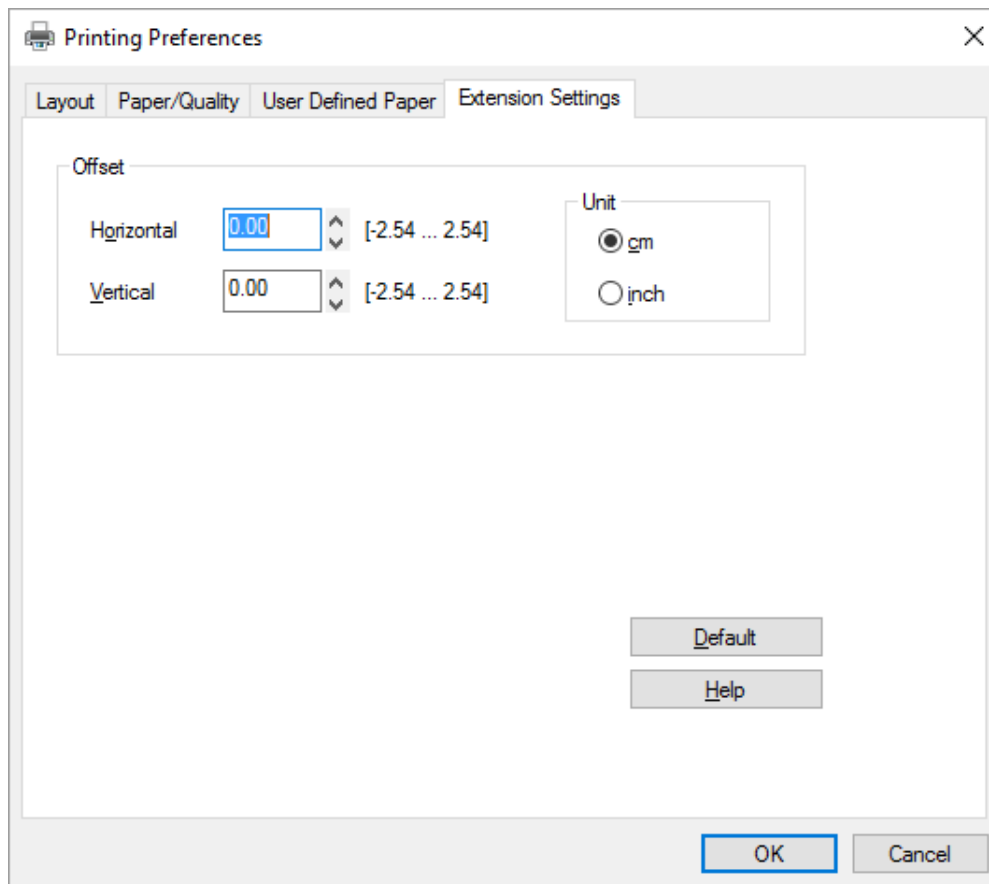 Printing Preferences
Layout Paper/Quality User Defined Paper Extension Settings
Offset
Unit
Horizontal 0.00 [-2.54 ... 2.54]
cm
Vertical 0.00 [-2.54 ... 2.54]
inch
Default
Help
OK Cancel